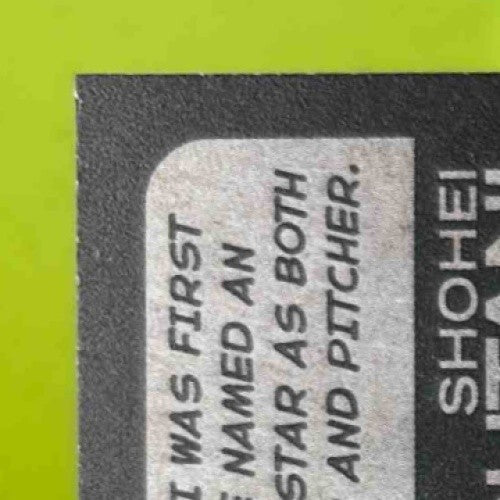 I WAS FIRST
NAMED AN
STAR AS BOTH
AND PITCHER.
SHOHEI